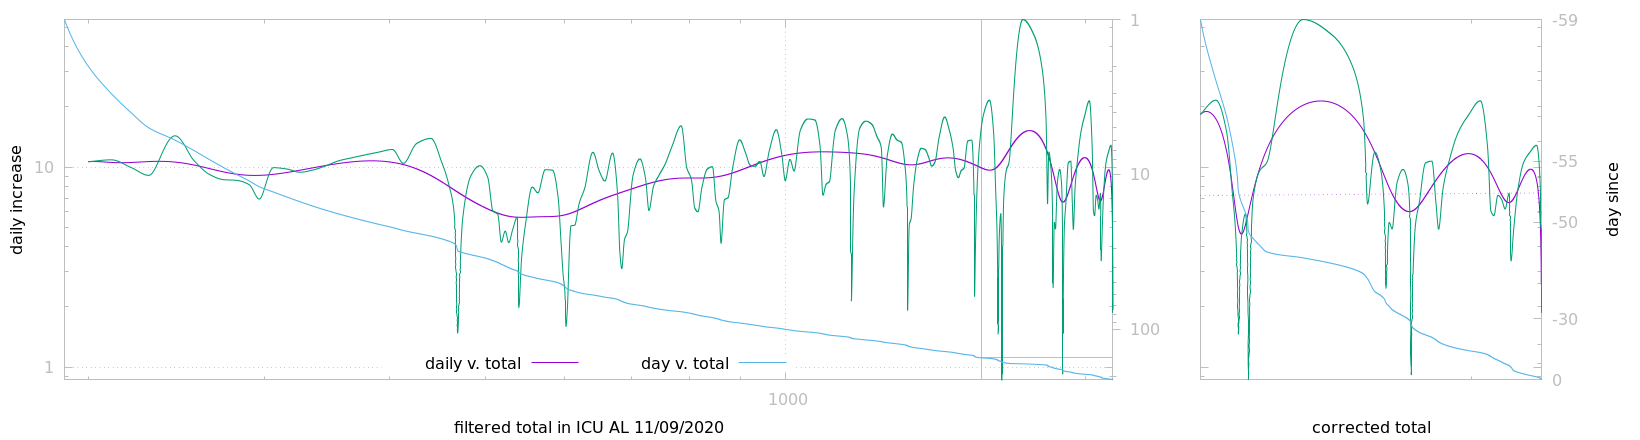 daily increase
10
1
daily v. total
day v. total
1000
filtered total in ICU AL 11/09/2020
1
10
100
-59
-55
-50
-30
0
day since
corrected total